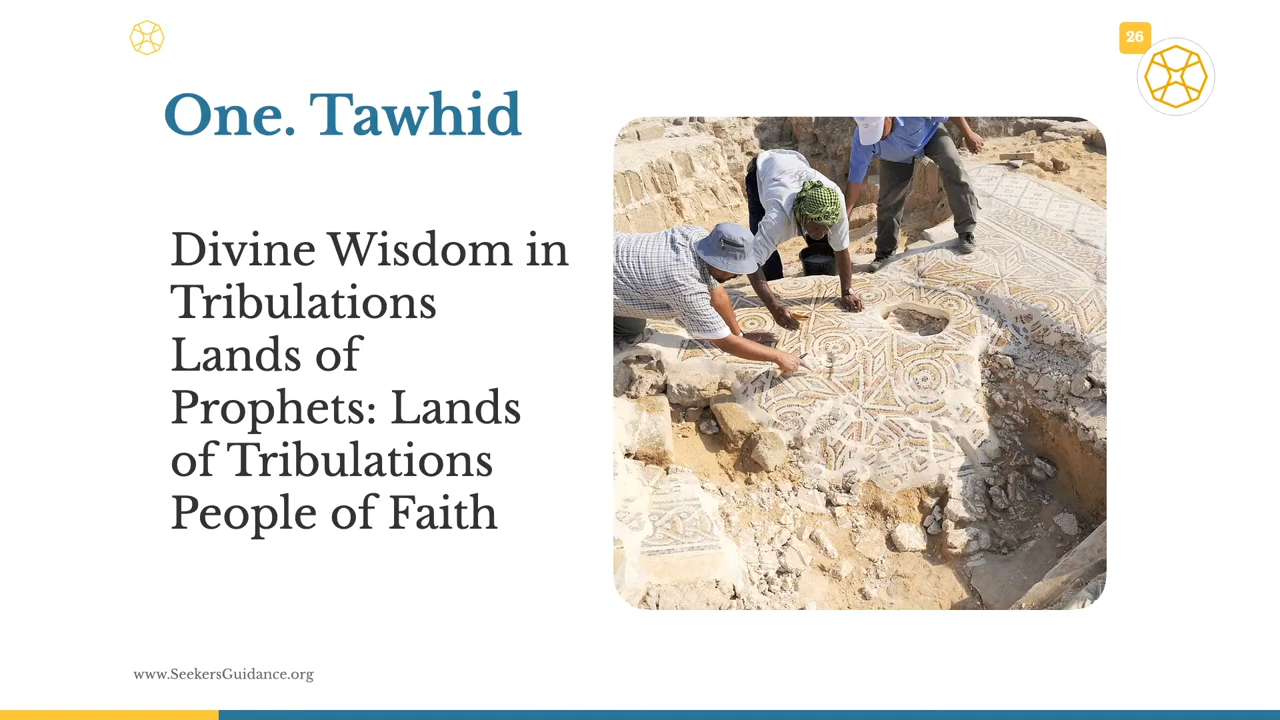 26
One. Tawhid
Divine Wisdom in
Tribulations
Lands of
Prophets: Lands
of Tribulations
People of Faith
www.SeekersGuidance.org